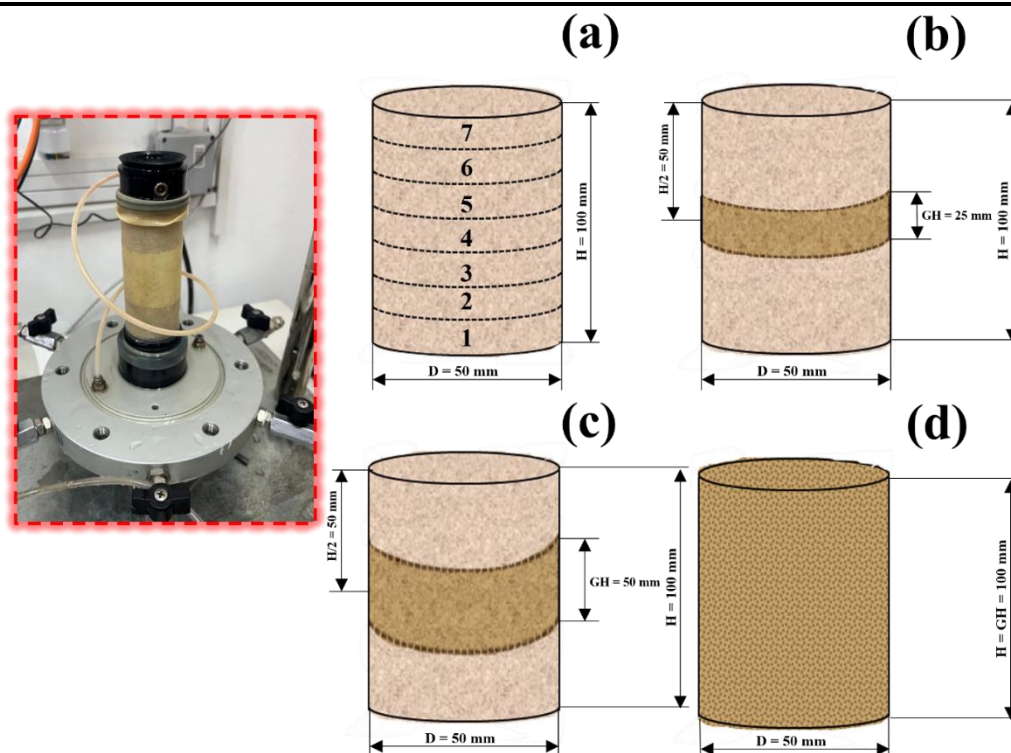 (a)
7
6
5
4
3
2
1
H = 100 mm
D = 50 mm
(b)
H/2 = 50 mm
GH = 25 mm
H = 100 mm
D = 50 mm
(c)
H/2 = 50 mm
GH = 50 mm
H = 100 mm
D = 50 mm
(d)
H = GH = 100 mm
D = 50 mm